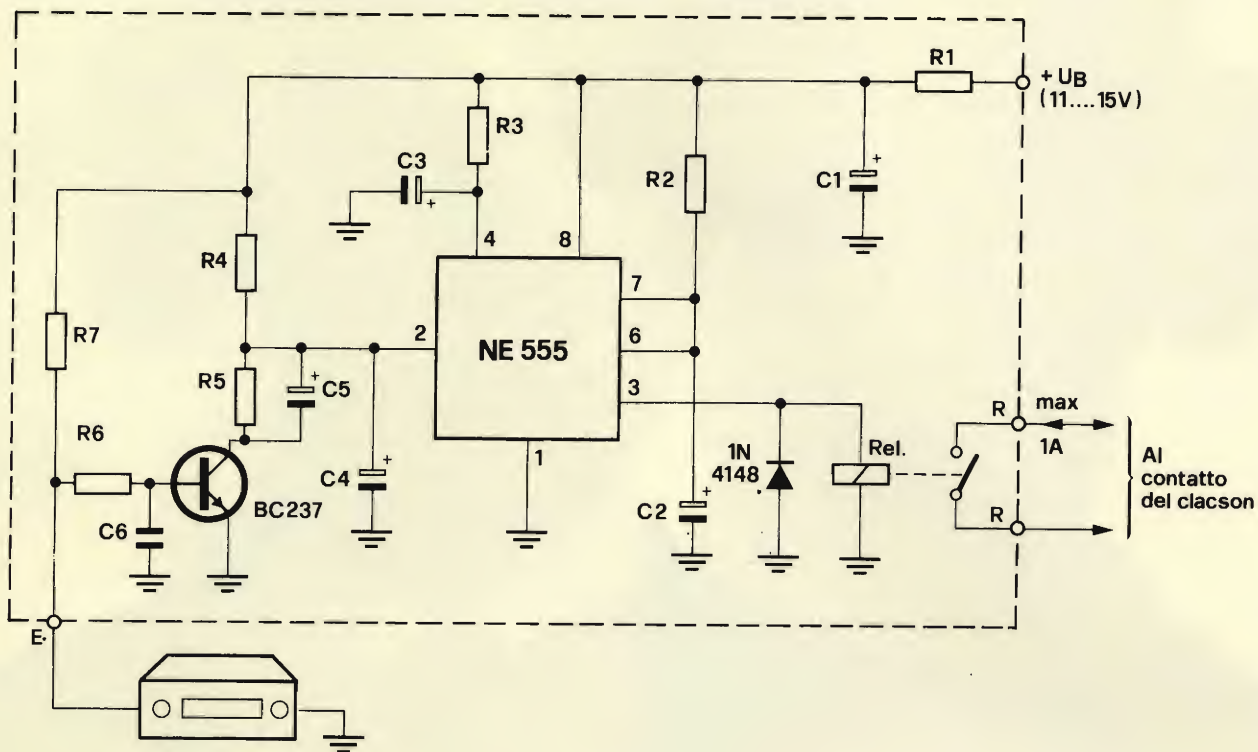 R1
+ UB
(11....15V)
R3
C3
+
R2
C1
+
4
8
R4
7
R7
2
NE 555
6
R5
+
C5
3
R6
R
max
1A
1
1N
4148
Rel.
Al
contatto
del clacson
BC237
C4
+
C2
+
C6
R
E